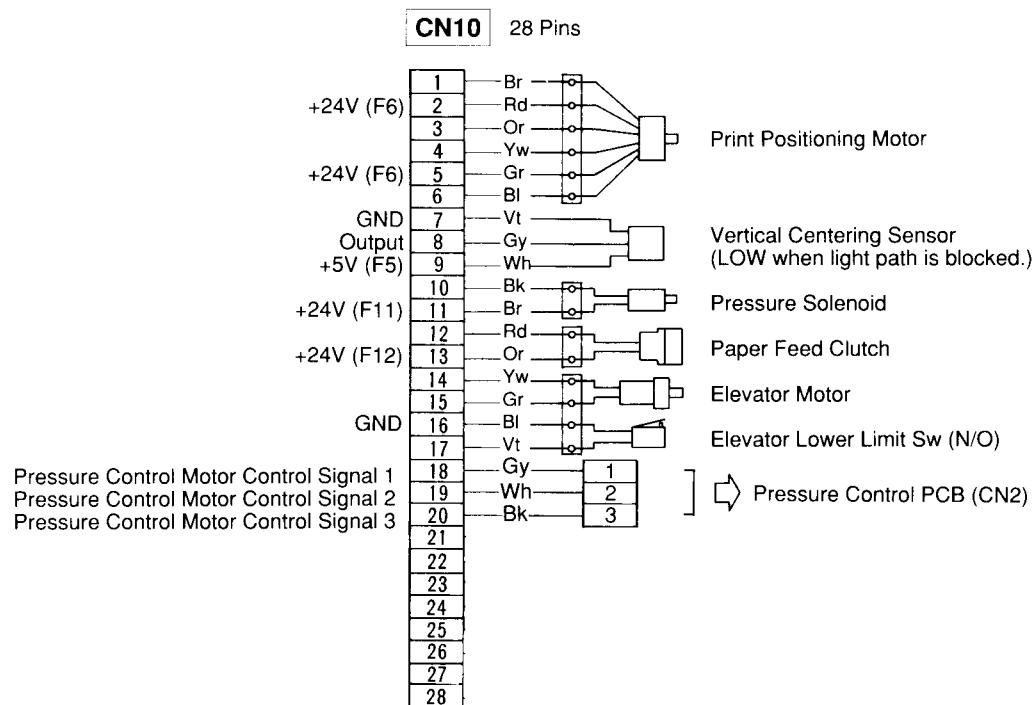 CN10 28 Pins
1 Br
+24V (F6) 2 Rd
3 Or
4 Yw
+24V (F6) 5 Gr
6 Bl
Print Positioning Motor
GND 7 Vt
Output 8 Gy
+5V (F5) 9 Wh
Vertical Centering Sensor
(LOW when light path is blocked.)
10 Bk
+24V (F11) 11 Br
Pressure Solenoid
12 Rd
+24V (F12) 13 Or
Paper Feed Clutch
14 Yw
15 Gr
Elevator Motor
GND 16 Bl
17 Vt
Elevator Lower Limit Sw (N/O)
Pressure Control Motor Control Signal 1 18 Gy 1
Pressure Control Motor Control Signal 2 19 Wh 2
Pressure Control Motor Control Signal 3 20 Bk 3
Pressure Control PCB (CN2)
21
22
23
24
25
26
27
28